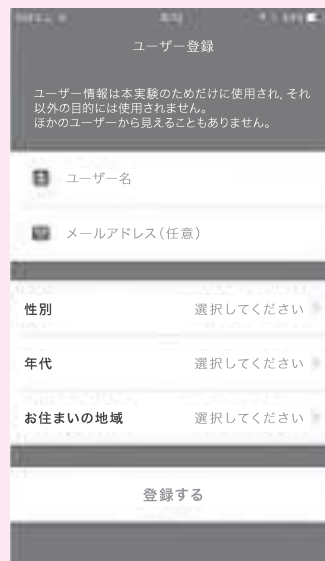 ユーザー登録
ユーザー情報は本実験のためだけに使用され, それ
以外の目的には使用されません。
ほかのユーザーから見えることもありません。
ユーザー名
メールアドレス(任意)
性別 選択してください
年代 選択してください
お住まいの地域 選択してください
登録する